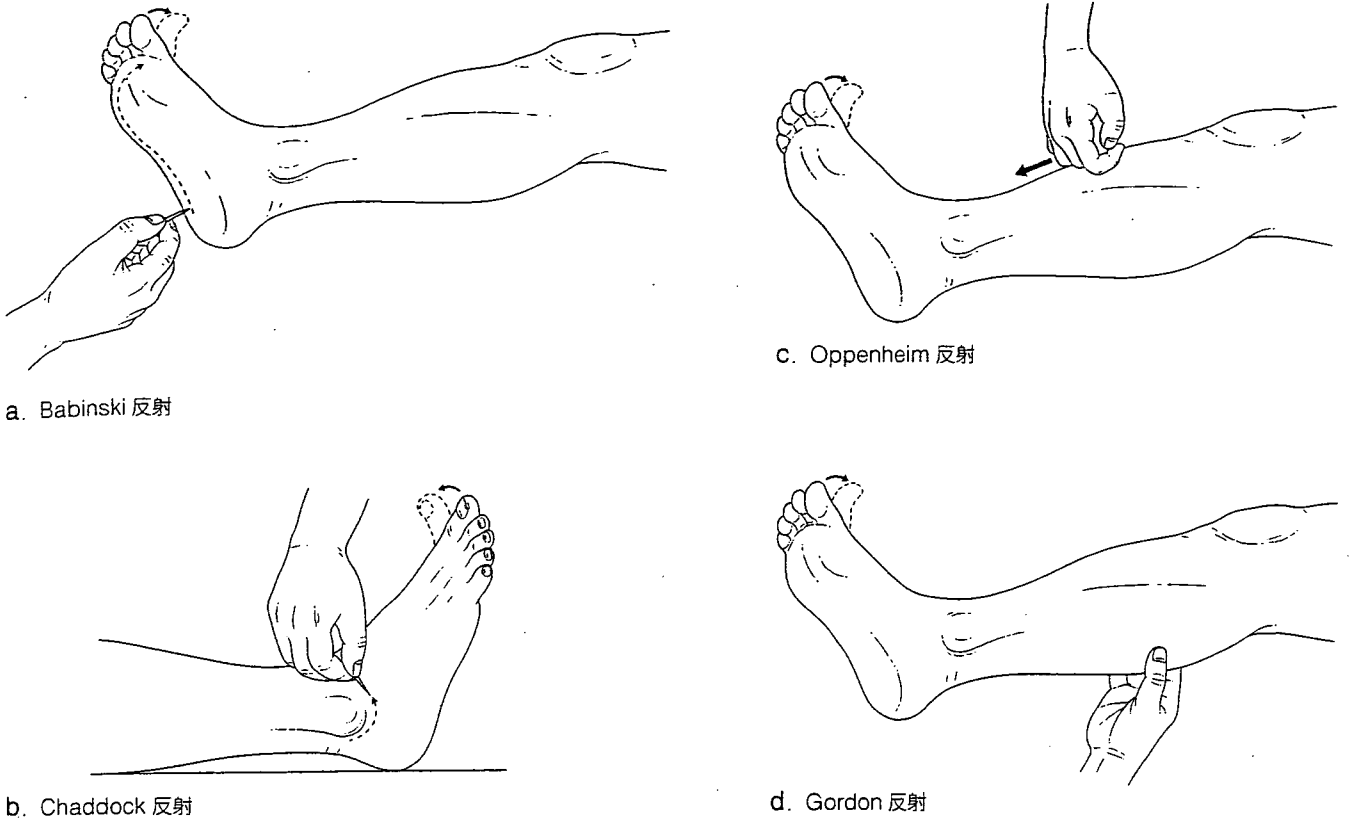 a. Babinski 反射
b. Chaddock 反射
c. Oppenheim 反射
d. Gordon 反射